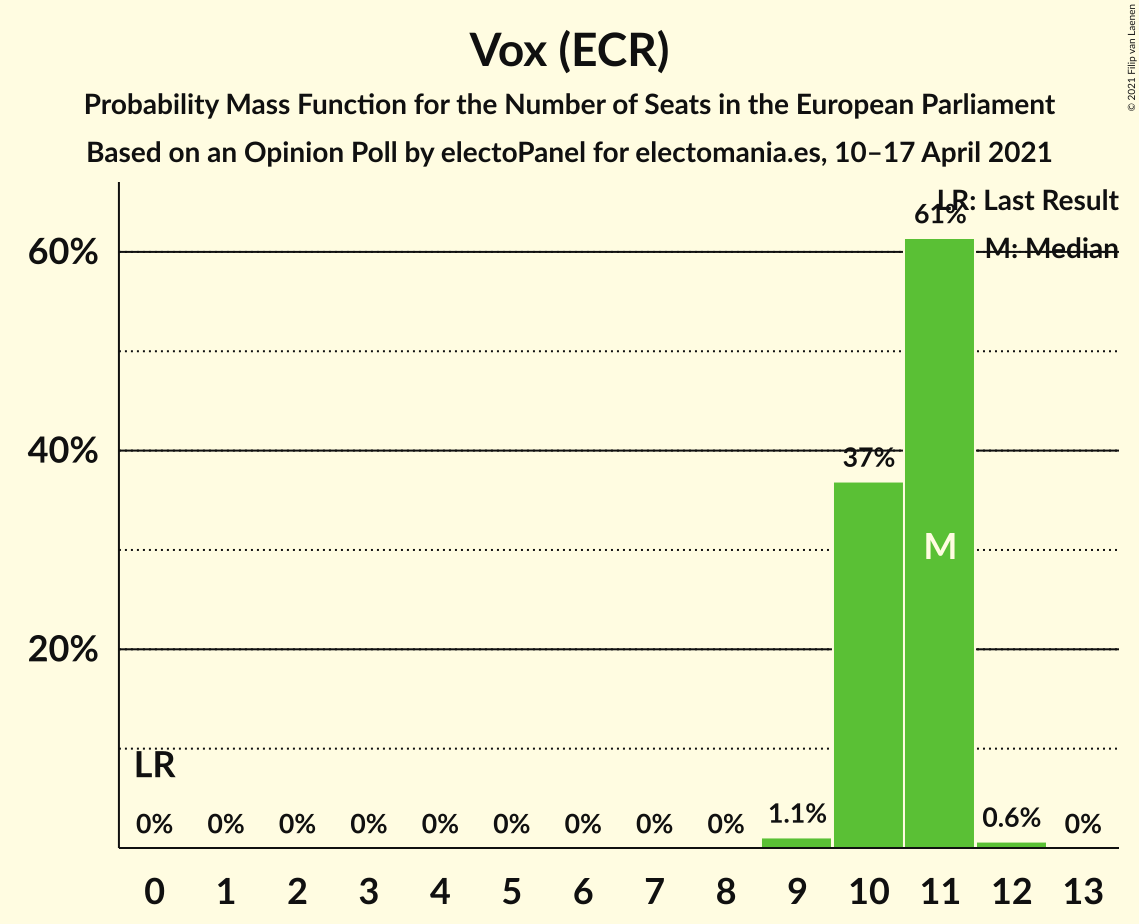 Vox (ECR)
Probability Mass Function for the Number of Seats in the European Parliament
Based on an Opinion Poll by electoPanel for electomania.es, 10–17 April 2021
© 2021 Filip van Laenen
LR: Last Result
M: Median
61%
60%
40%
37%
M
20%
LR
0% 0% 0% 0% 0% 0% 0% 0% 0% 1.1% 0.6% 0%
0 1 2 3 4 5 6 7 8 9 10 11 12 13